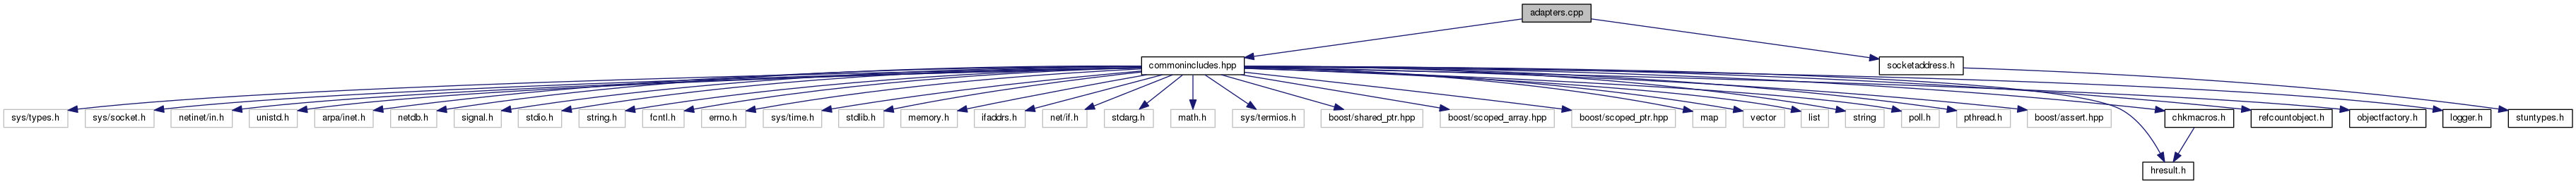 adapters.cpp
commonincludes.hpp
socketaddress.h
sys/types.h
sys/socket.h
netinet/in.h
unistd.h
arpa/inet.h
netdb.h
signal.h
stdio.h
string.h
fcntl.h
errno.h
sys/time.h
stdlib.h
memory.h
ifaddrs.h
net/if.h
stdarg.h
math.h
sys/termios.h
boost/shared_ptr.hpp
boost/scoped_array.hpp
boost/scoped_ptr.hpp
map
vector
list
string
poll.h
pthread.h
boost/assert.hpp
chkmacros.h
refcountobject.h
objectfactory.h
logger.h
stuntypes.h
hresult.h